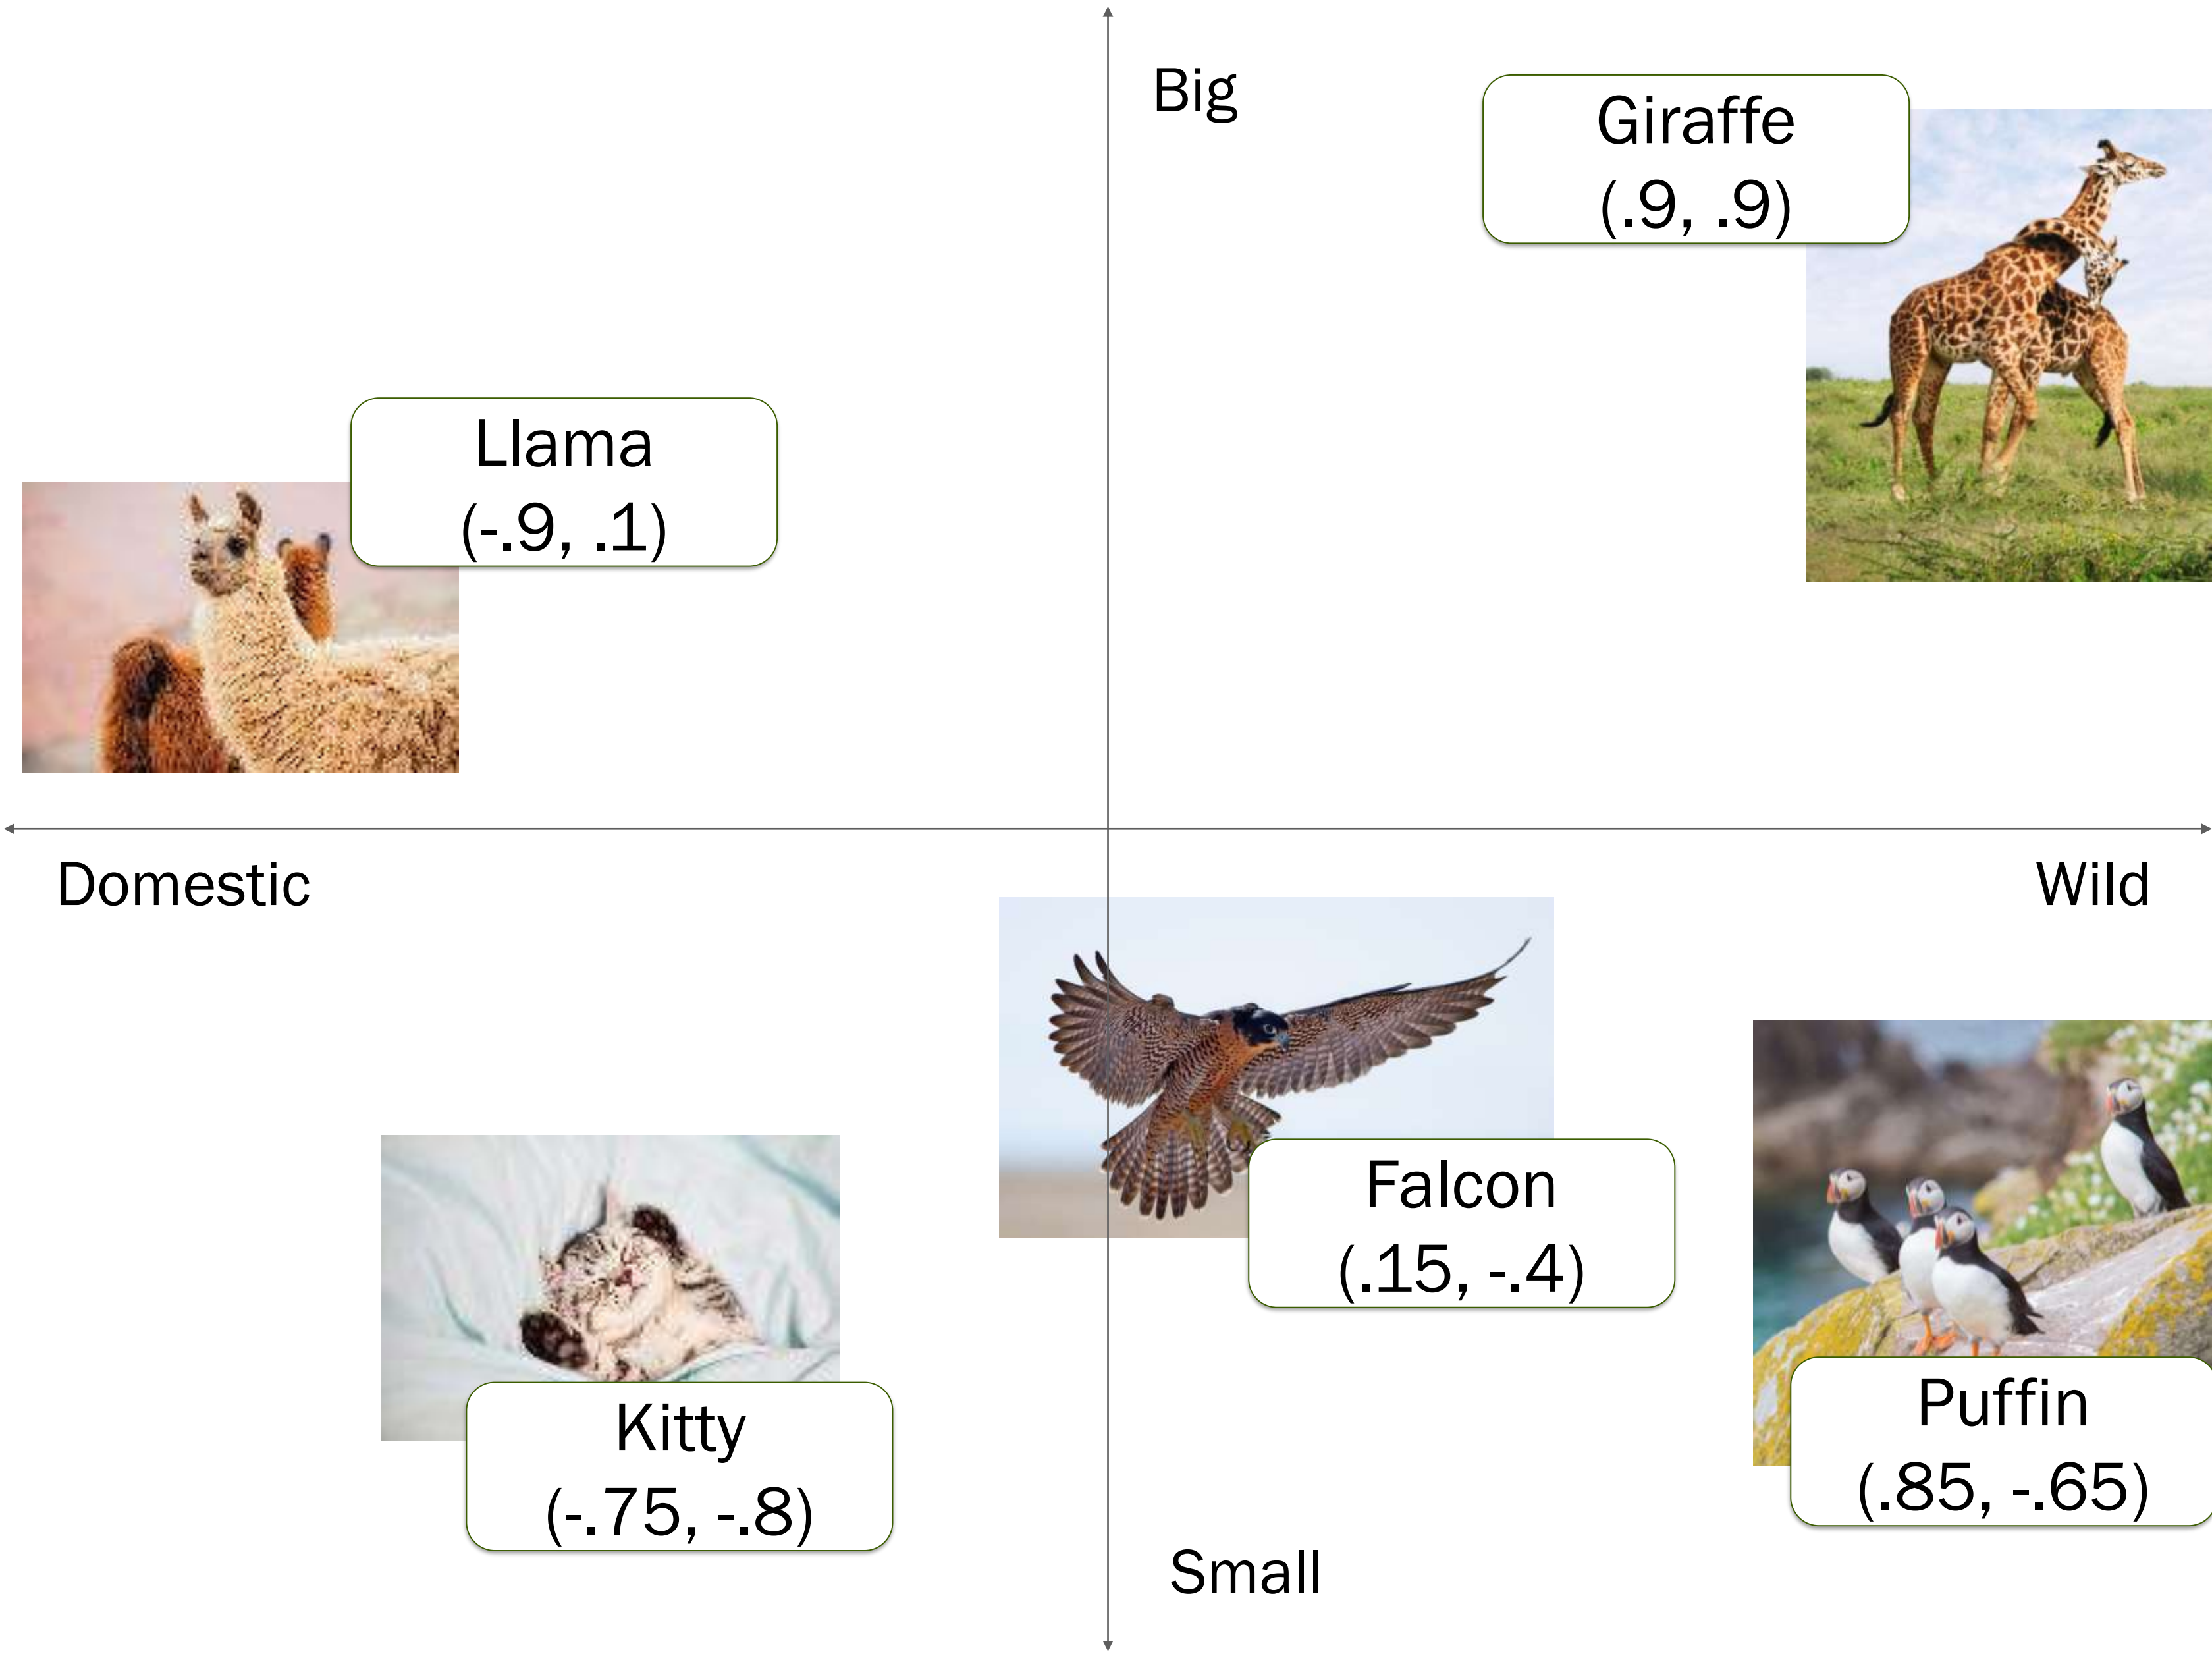 Big
Giraffe
(.9, .9)
Llama
(-.9, .1)
Domestic
Wild
Falcon
(.15, -.4)
Puffin
(.85, -.65)
Kitty
(-.75, -.8)
Small